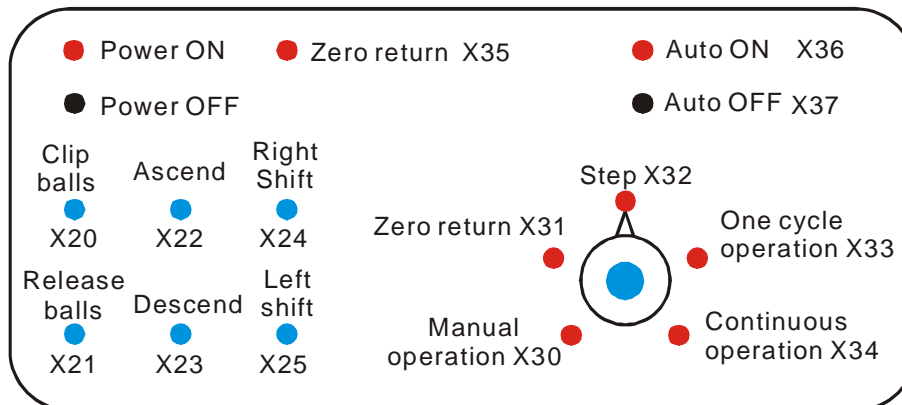 Power ON
Zero return X35
Auto ON X36
Power OFF
Auto OFF X37
Clip
balls
X20
Ascend
X22
Right
Shift
X24
Release
balls
X21
Descend
X23
Left
shift
X25
Step X32
Zero return X31
One cycle
operation X33
Manual
operation X30
Continuous
operation X34